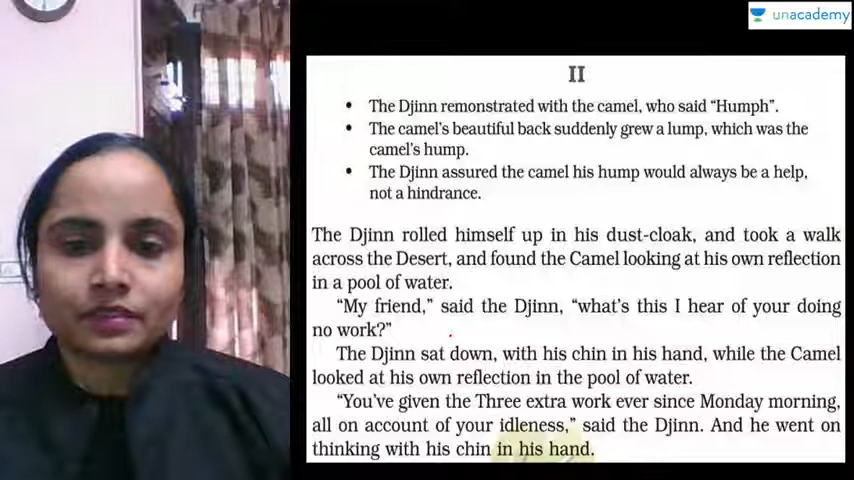 unacademy
II
• The Djinn remonstrated with the camel, who said “Humph”.
• The camel’s beautiful back suddenly grew a lump, which was the
camel’s hump.
• The Djinn assured the camel his hump would always be a help,
not a hindrance.
The Djinn rolled himself up in his dust-cloak, and took a walk
across the Desert, and found the Camel looking at his own reflection
in a pool of water.
“My friend,” said the Djinn, “what’s this I hear of your doing
no work?”
The Djinn sat down, with his chin in his hand, while the Camel
looked at his own reflection in the pool of water.
“You’ve given the Three extra work ever since Monday morning,
all on account of your idleness,” said the Djinn. And he went on
thinking with his chin in his hand.